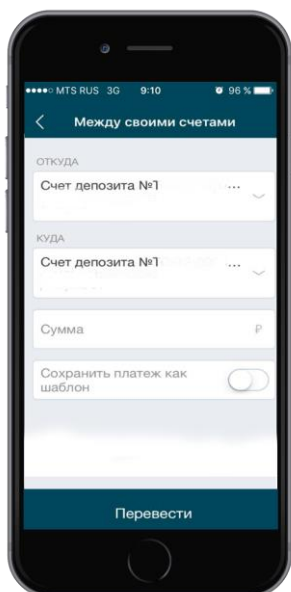 MTS RUS 3G 9:10 96 %
Между своими счетами
ОТКУДА
Счет депозита №1 ...
КУДА
Счет депозита №1 ...
Сумма ₽
Сохранить платеж как
шаблон
Перевести